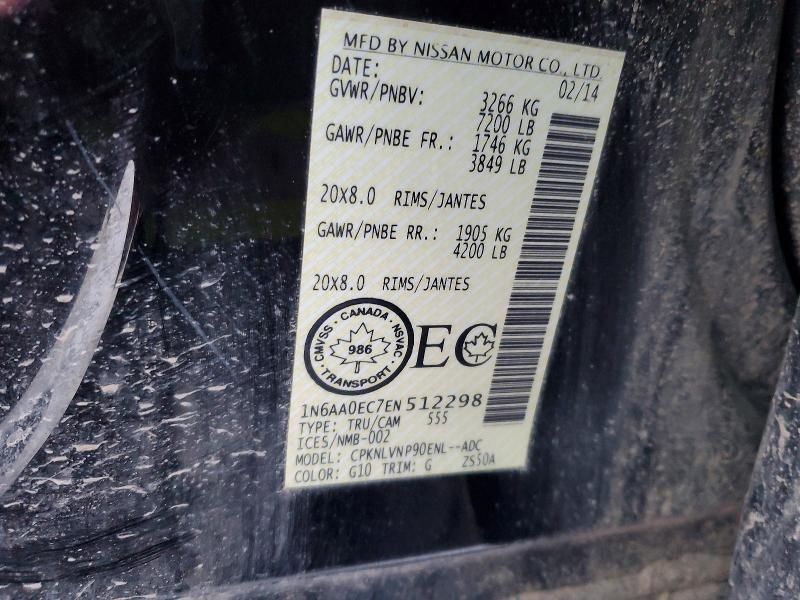 MFD BY NISSAN MOTOR CO., LTD.
DATE: 02/14
GVWR/PNBV: 3266 KG
7200 LB
GAWR/PNBE FR.: 1746 KG
3849 LB
20X8.0 RIMS/JANTES
GAWR/PNBE RR.: 1905 KG
4200 LB
20X8.0 RIMS/JANTES
CANADA · NSVAC · TRANSPORT · CMVSS ·
986
EC
1N6AA0EC7EN512298
TYPE: TRU/CAM 555
ICES/NMB-002
MODEL: CPKNLVNP90ENL--ADC
COLOR: G10 TRIM: G ZS50A